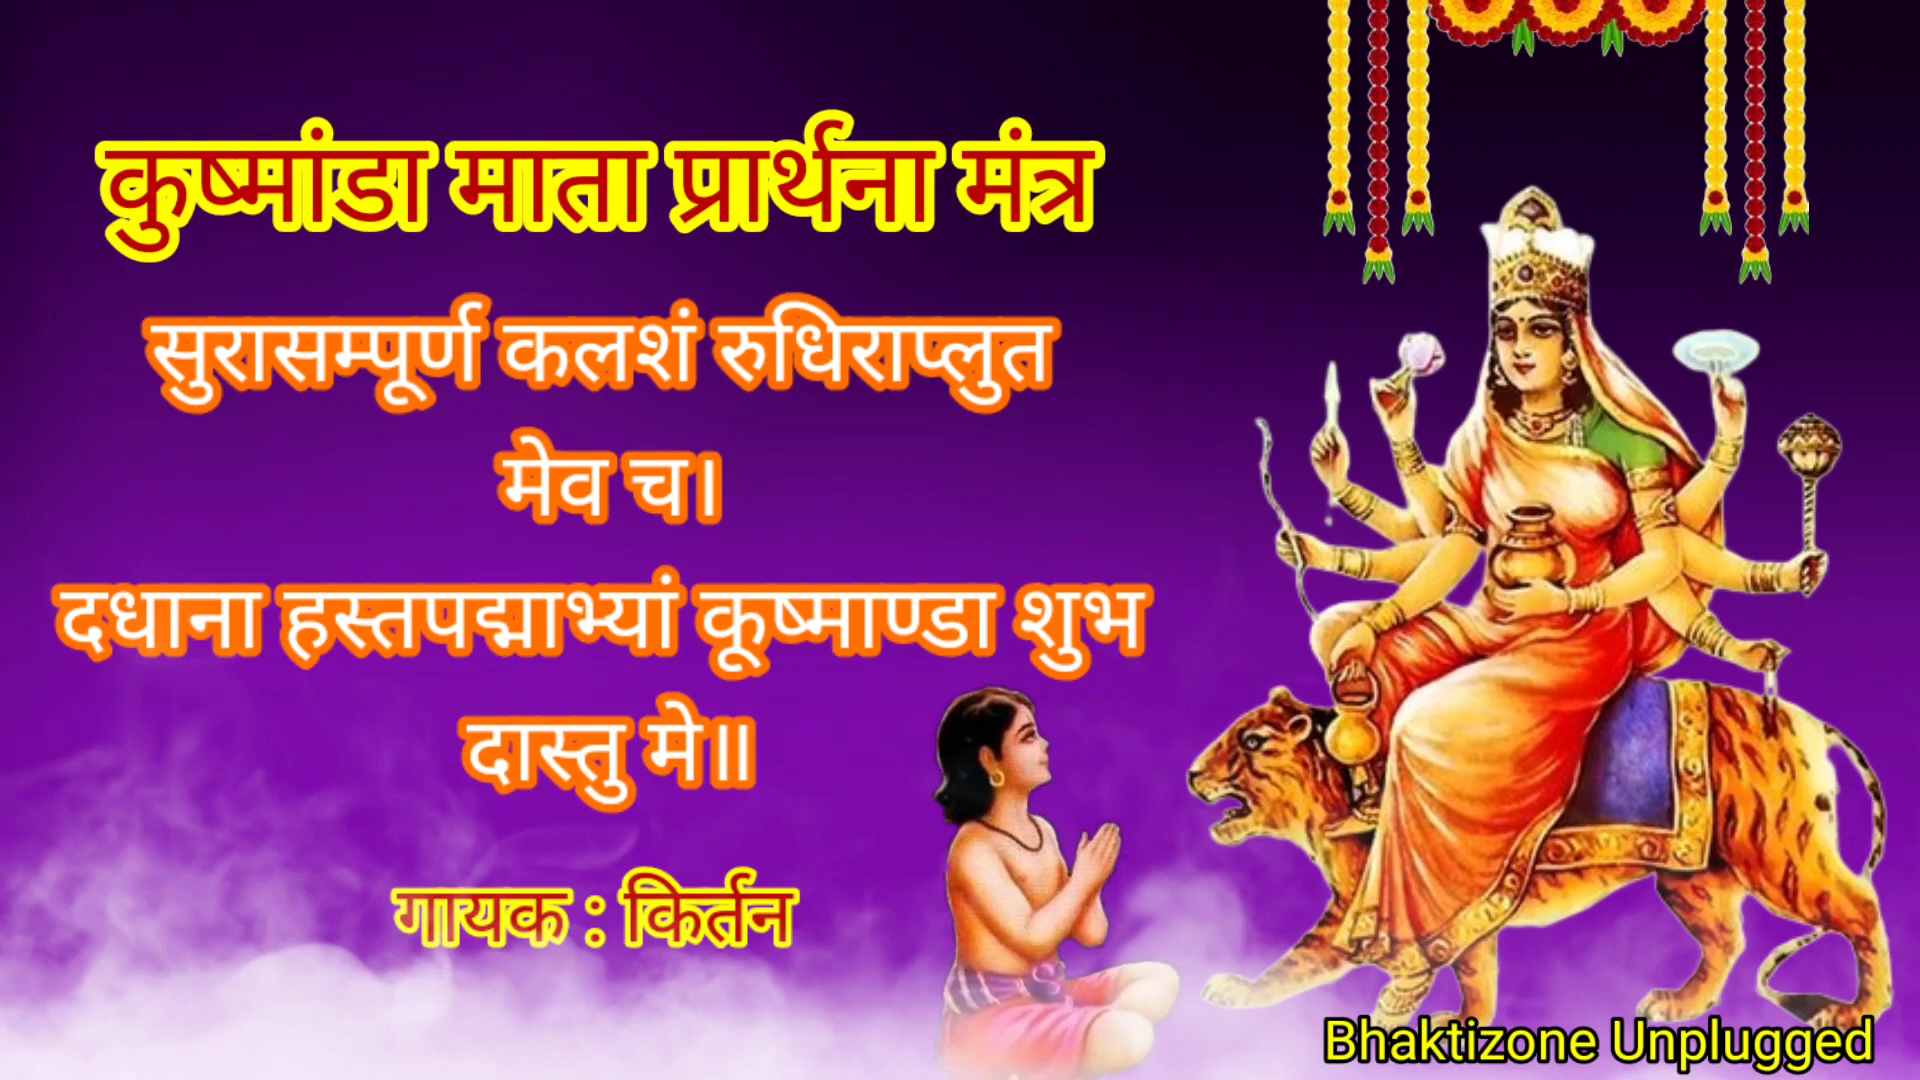 कुष्मांडा माता प्रार्थना मंत्र
सुरासम्पूर्ण कलशं रुधिराप्लुत
मेव च।
दधाना हस्तपद्माभ्यां कूष्माण्डा शुभ
दास्तु मे॥
गायक : किर्तन
Bhaktizone Unplugged